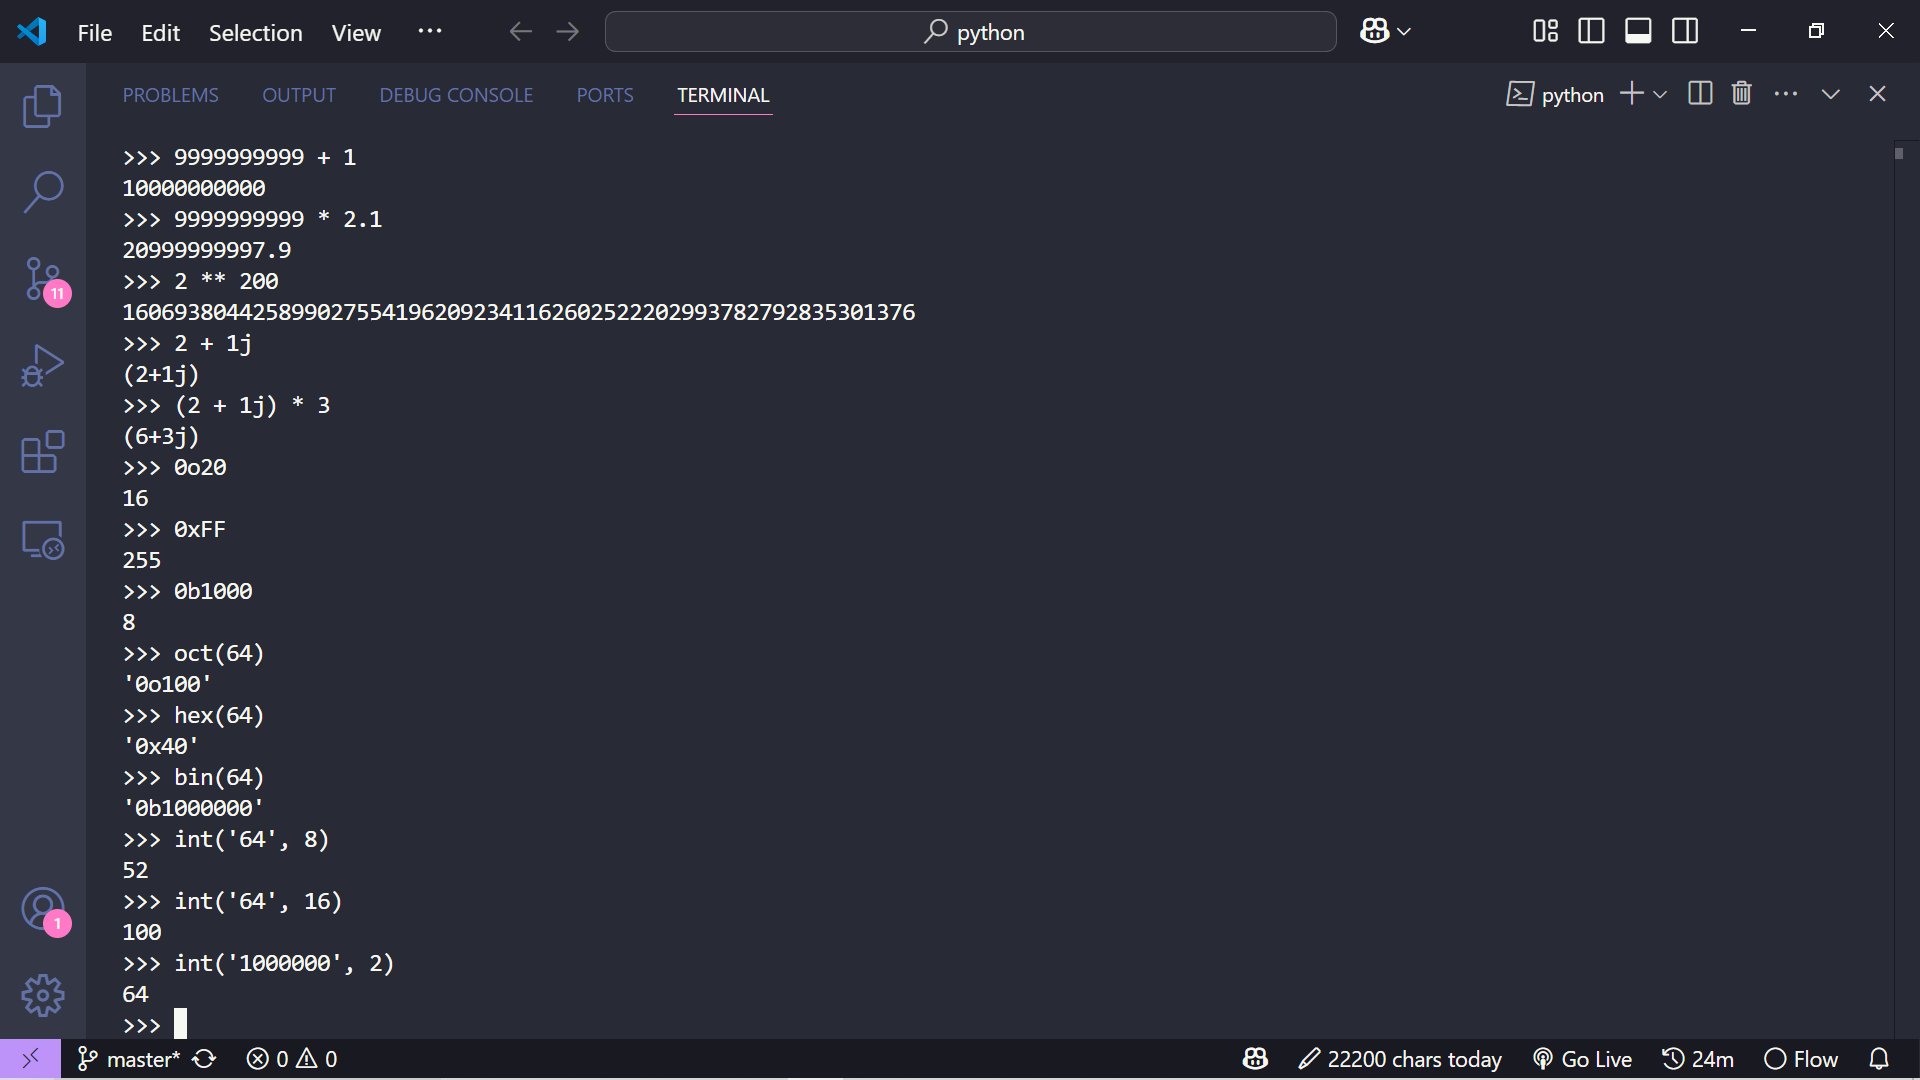 File Edit Selection View ··· python
PROBLEMS OUTPUT DEBUG CONSOLE PORTS TERMINAL python
>>> 9999999999 + 1
10000000000
>>> 9999999999 * 2.1
20999999997.9
>>> 2 ** 200
1606938044258990275541962092341162602522202993782792835301376
>>> 2 + 1j
(2+1j)
>>> (2 + 1j) * 3
(6+3j)
>>> 0o20
16
>>> 0xFF
255
>>> 0b1000
8
>>> oct(64)
'0o100'
>>> hex(64)
'0x40'
>>> bin(64)
'0b1000000'
>>> int('64', 8)
52
>>> int('64', 16)
100
>>> int('1000000', 2)
64
>>>
11
1
master* 0 0 22200 chars today Go Live 24m Flow